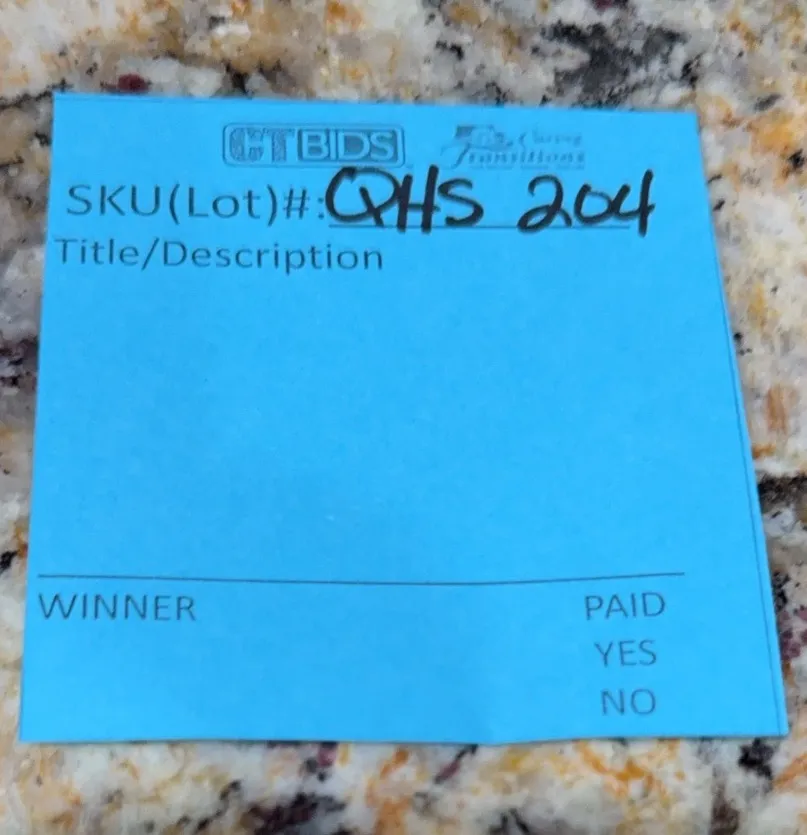 CTBIDS Caring Transitions
SKU(Lot)#: QHS 204
Title/Description
WINNER PAID
YES
NO